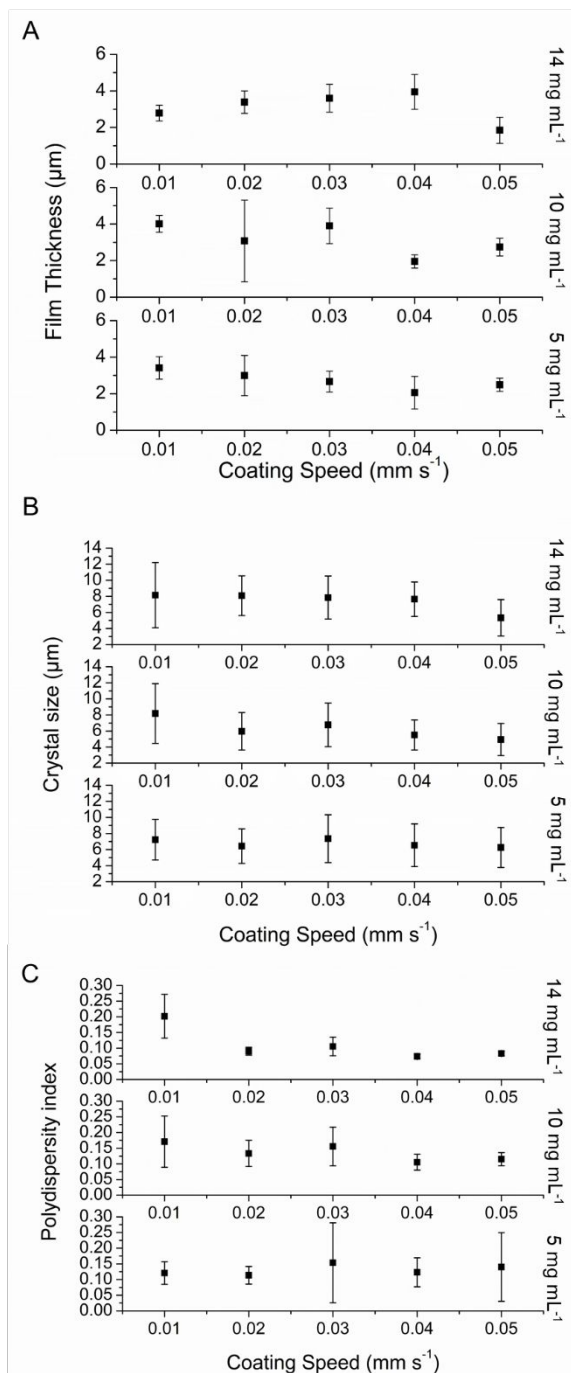 A
6
4
2
0
0.01 0.02 0.03 0.04 0.05
14 mg mL⁻¹
6
4
2
0
0.01 0.02 0.03 0.04 0.05
10 mg mL⁻¹
6
4
2
0
0.01 0.02 0.03 0.04 0.05
5 mg mL⁻¹
Film Thickness (μm)
Coating Speed (mm s⁻¹)
B
14
12
10
8
6
4
2
0.01 0.02 0.03 0.04 0.05
14 mg mL⁻¹
14
12
10
8
6
4
2
0.01 0.02 0.03 0.04 0.05
10 mg mL⁻¹
14
12
10
8
6
4
2
0.01 0.02 0.03 0.04 0.05
5 mg mL⁻¹
Crystal size (μm)
Coating Speed (mm s⁻¹)
C
0.30
0.25
0.20
0.15
0.10
0.05
0.00
0.01 0.02 0.03 0.04 0.05
14 mg mL⁻¹
0.30
0.25
0.20
0.15
0.10
0.05
0.00
0.01 0.02 0.03 0.04 0.05
10 mg mL⁻¹
0.30
0.25
0.20
0.15
0.10
0.05
0.00
0.01 0.02 0.03 0.04 0.05
5 mg mL⁻¹
Polydispersity index
Coating Speed (mm s⁻¹)